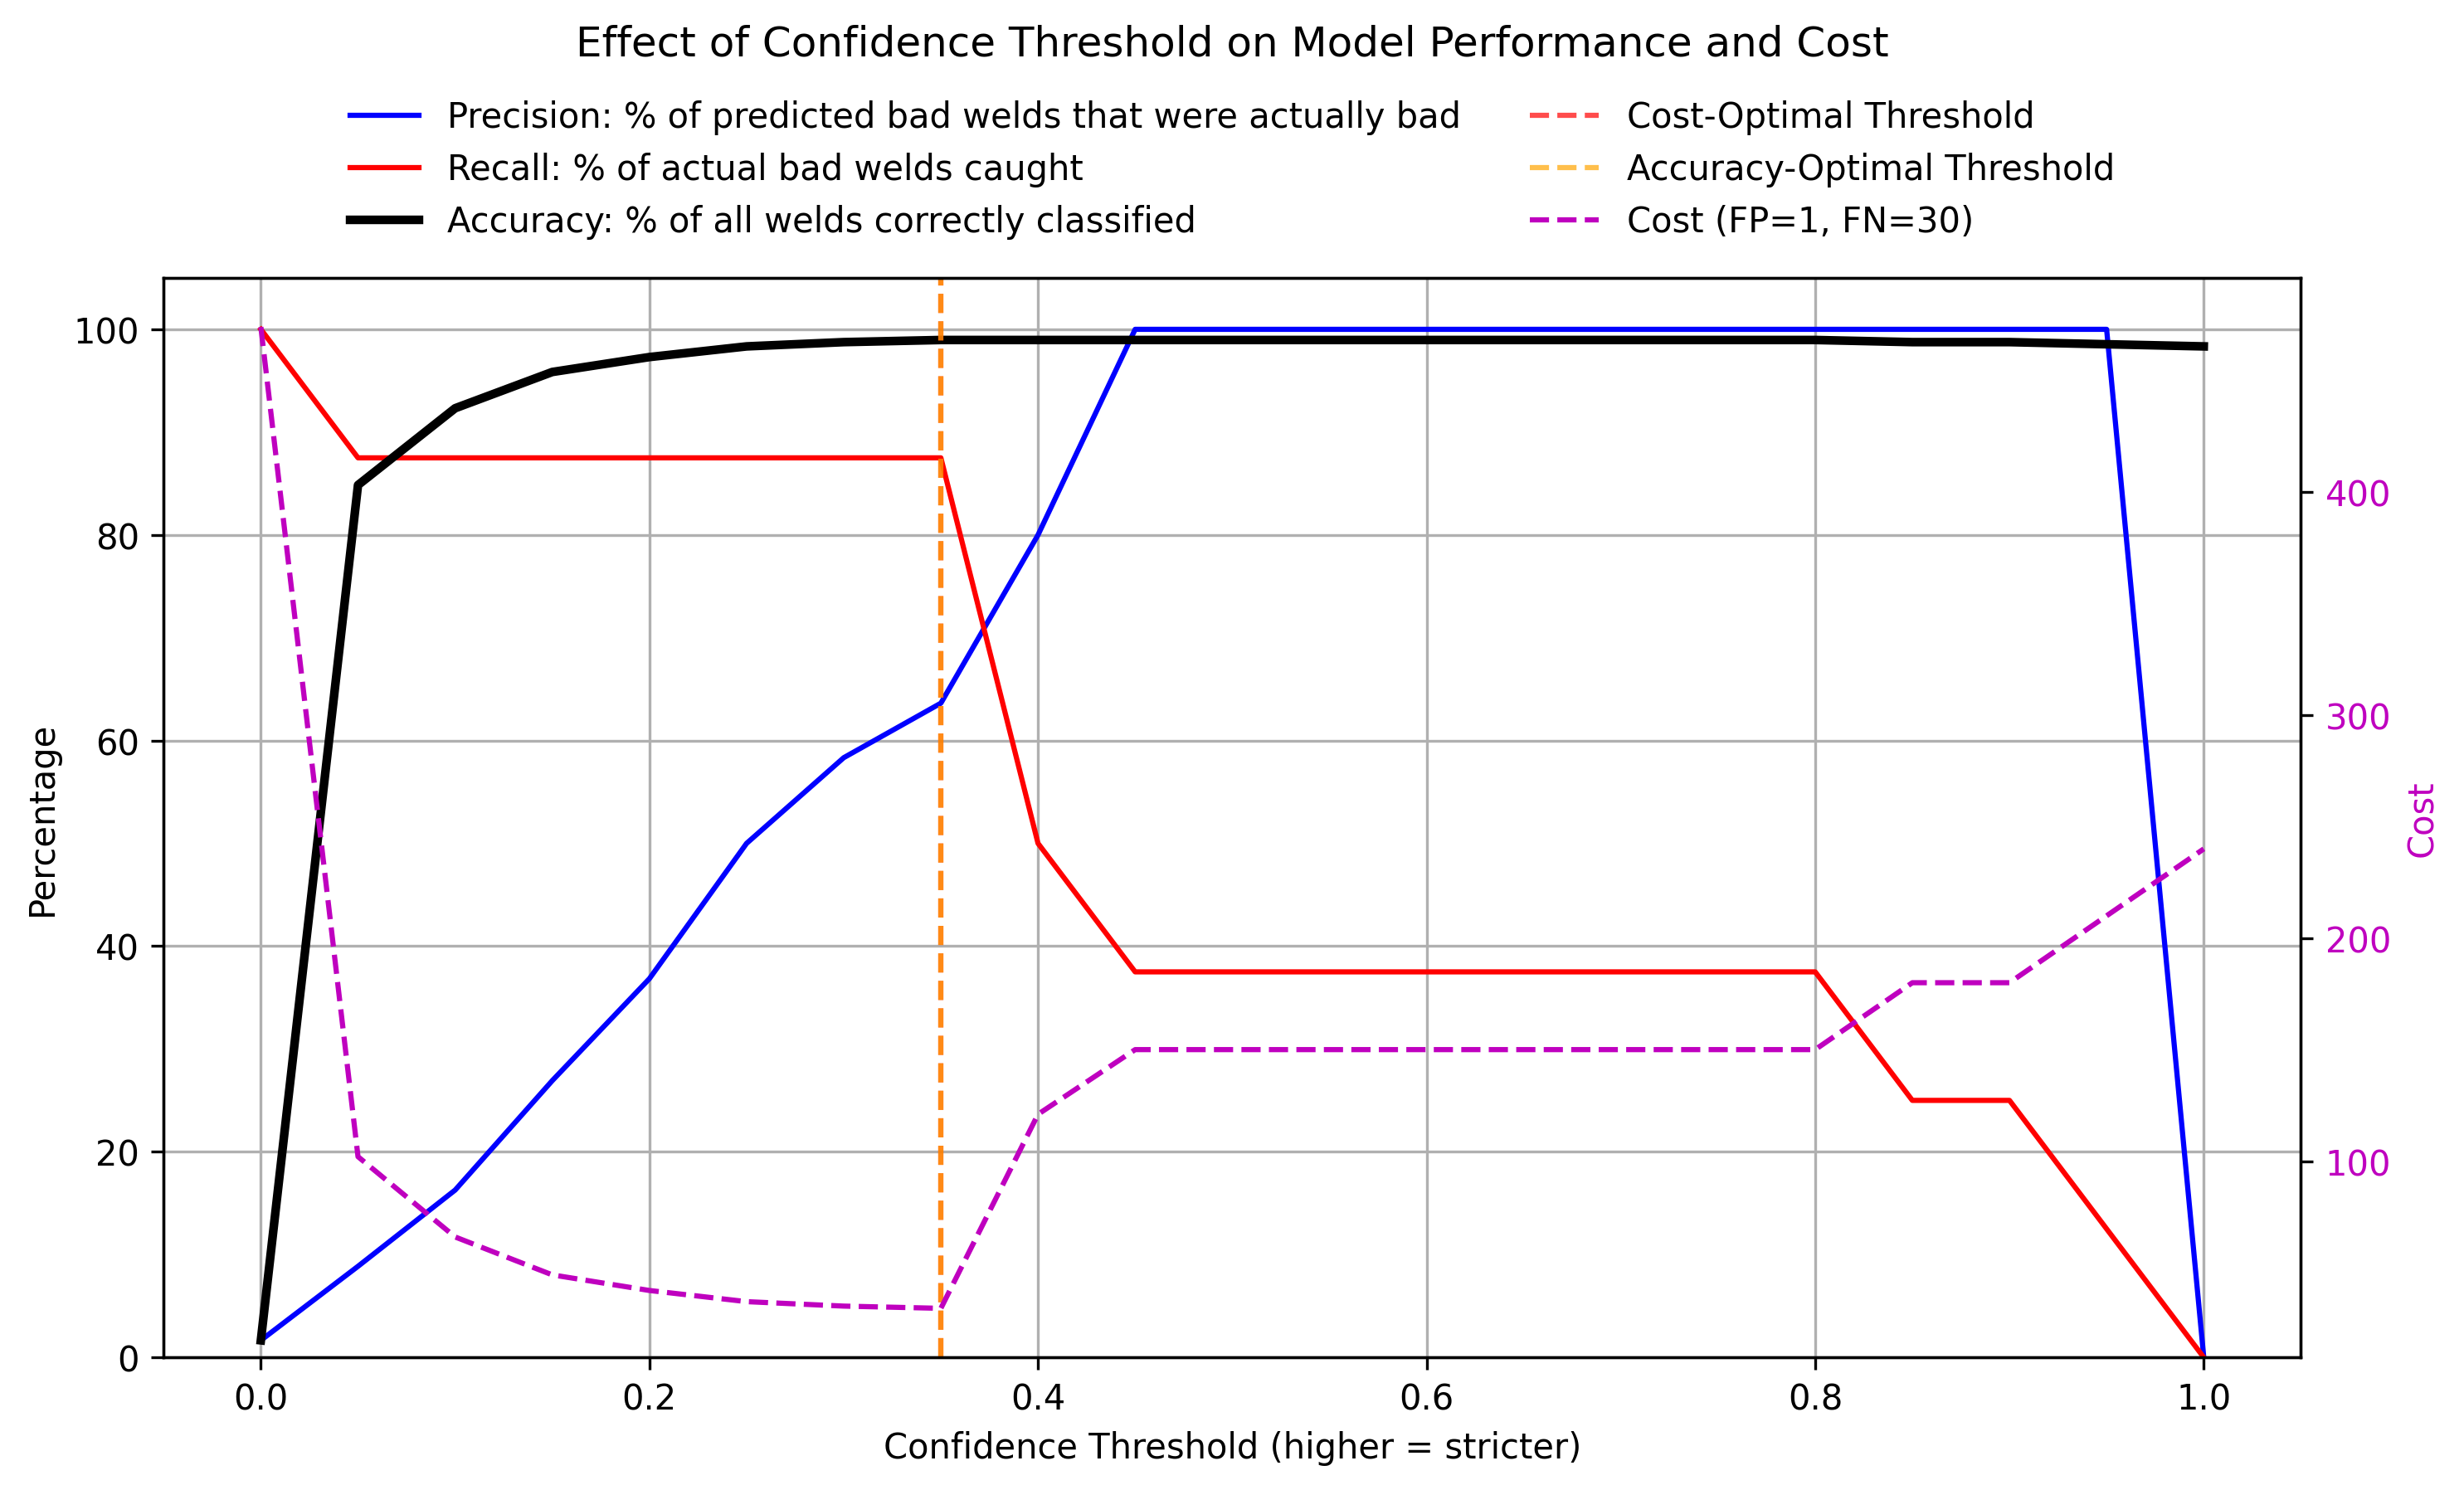 Effect of Confidence Threshold on Model Performance and Cost
Precision: % of predicted bad welds that were actually bad
Recall: % of actual bad welds caught
Accuracy: % of all welds correctly classified
Cost-Optimal Threshold
Accuracy-Optimal Threshold
Cost (FP=1, FN=30)
100
80
60
40
20
0
Percentage
400
300
200
100
Cost
0.0
0.2
0.4
0.6
0.8
1.0
Confidence Threshold (higher = stricter)